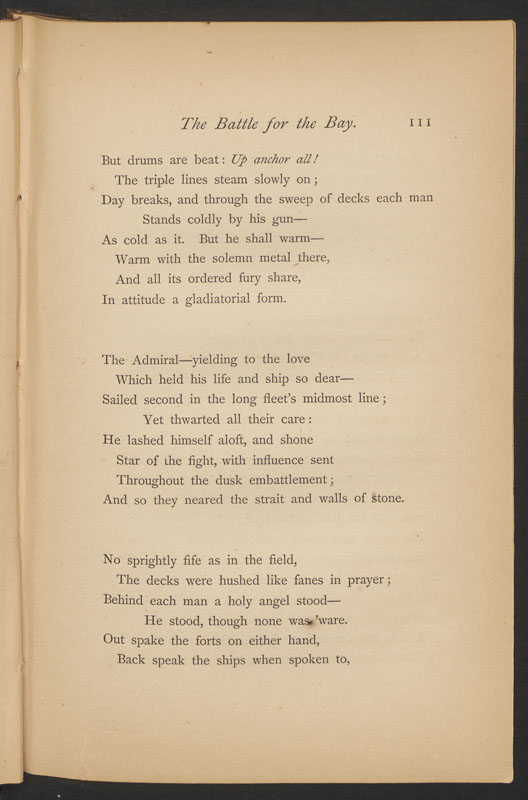 The Battle for the Bay. 111
But drums are beat: Up anchor all!
The triple lines steam slowly on;
Day breaks, and through the sweep of decks each man
Stands coldly by his gun—
As cold as it. But he shall warm—
Warm with the solemn metal there,
And all its ordered fury share,
In attitude a gladiatorial form.
The Admiral—yielding to the love
Which held his life and ship so dear—
Sailed second in the long fleet's midmost line;
Yet thwarted all their care:
He lashed himself aloft, and shone
Star of the fight, with influence sent
Throughout the dusk embattlement;
And so they neared the strait and walls of stone.
No sprightly fife as in the field,
The decks were hushed like fanes in prayer;
Behind each man a holy angel stood—
He stood, though none was 'ware.
Out spake the forts on either hand,
Back speak the ships when spoken to,